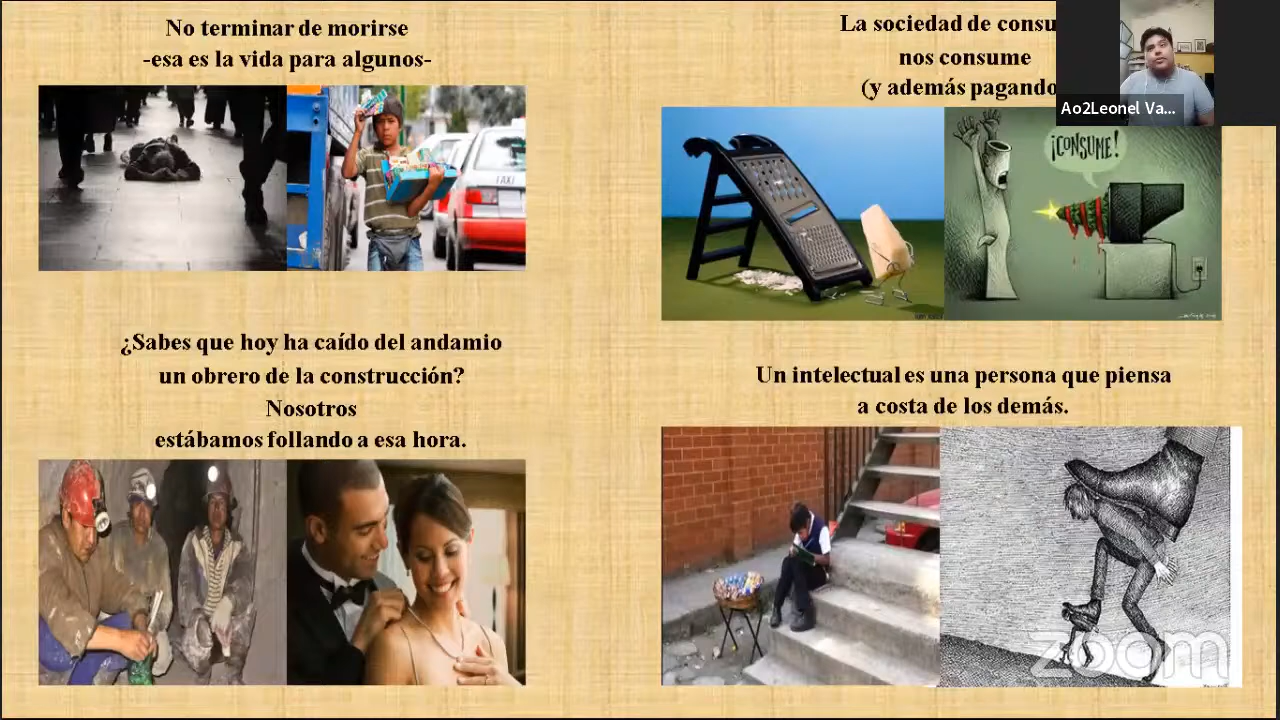 No terminar de morirse
-esa es la vida para algunos-
TAXI
La sociedad de consu
nos consume
(y además pagando
Ao2Leonel Va...
¡CONSUME!
¿Sabes que hoy ha caído del andamio
un obrero de la construcción?
Nosotros
estábamos follando a esa hora.
Un intelectual es una persona que piensa
a costa de los demás.
zoom